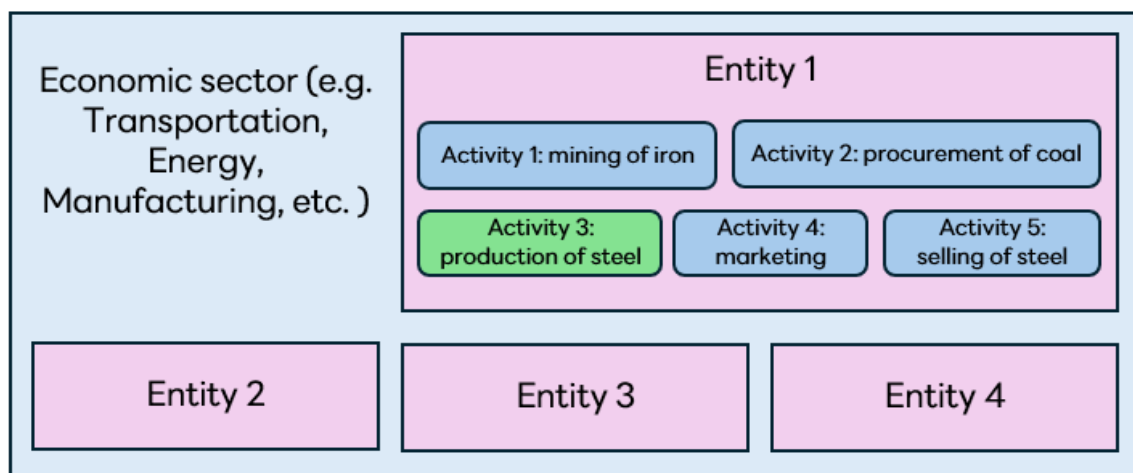 Economic sector (e.g.
Transportation,
Energy,
Manufacturing, etc. )
Entity 1
Activity 1: mining of iron
Activity 2: procurement of coal
Activity 3:
production of steel
Activity 4:
marketing
Activity 5:
selling of steel
Entity 2
Entity 3
Entity 4